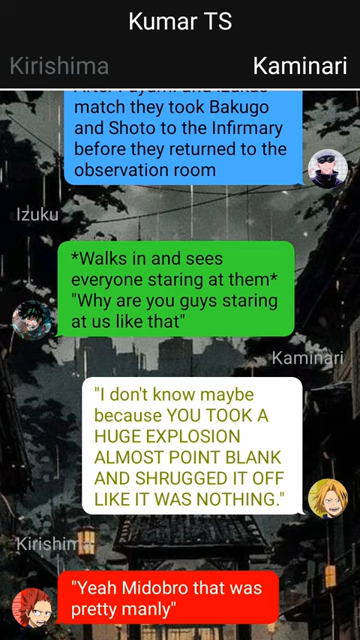 Kumar TS
Kirishima
Kaminari
match they took Bakugo
and Shoto to the Infirmary
before they returned to the
observation room
Izuku
*Walks in and sees
everyone staring at them*
"Why are you guys staring
at us like that"
Kaminari
"I don't know maybe
because YOU TOOK A
HUGE EXPLOSION
ALMOST POINT BLANK
AND SHRUGGED IT OFF
LIKE IT WAS NOTHING."
Kirishima
"Yeah Midobro that was
pretty manly"